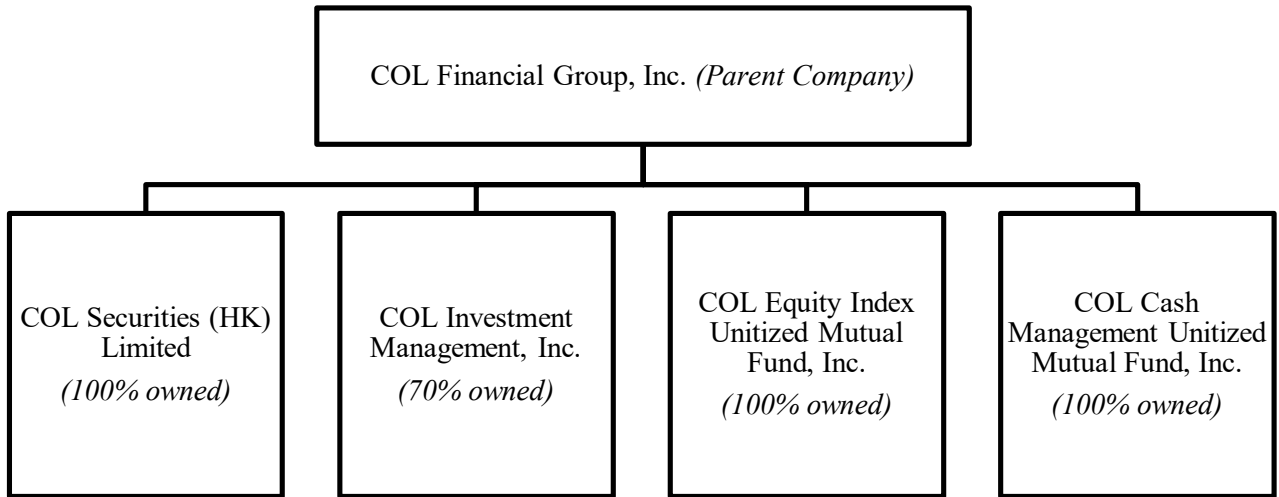 COL Financial Group, Inc. (Parent Company)
COL Securities (HK)
Limited
(100% owned)
COL Investment
Management, Inc.
(70% owned)
COL Equity Index
Unitized Mutual
Fund, Inc.
(100% owned)
COL Cash
Management Unitized
Mutual Fund, Inc.
(100% owned)